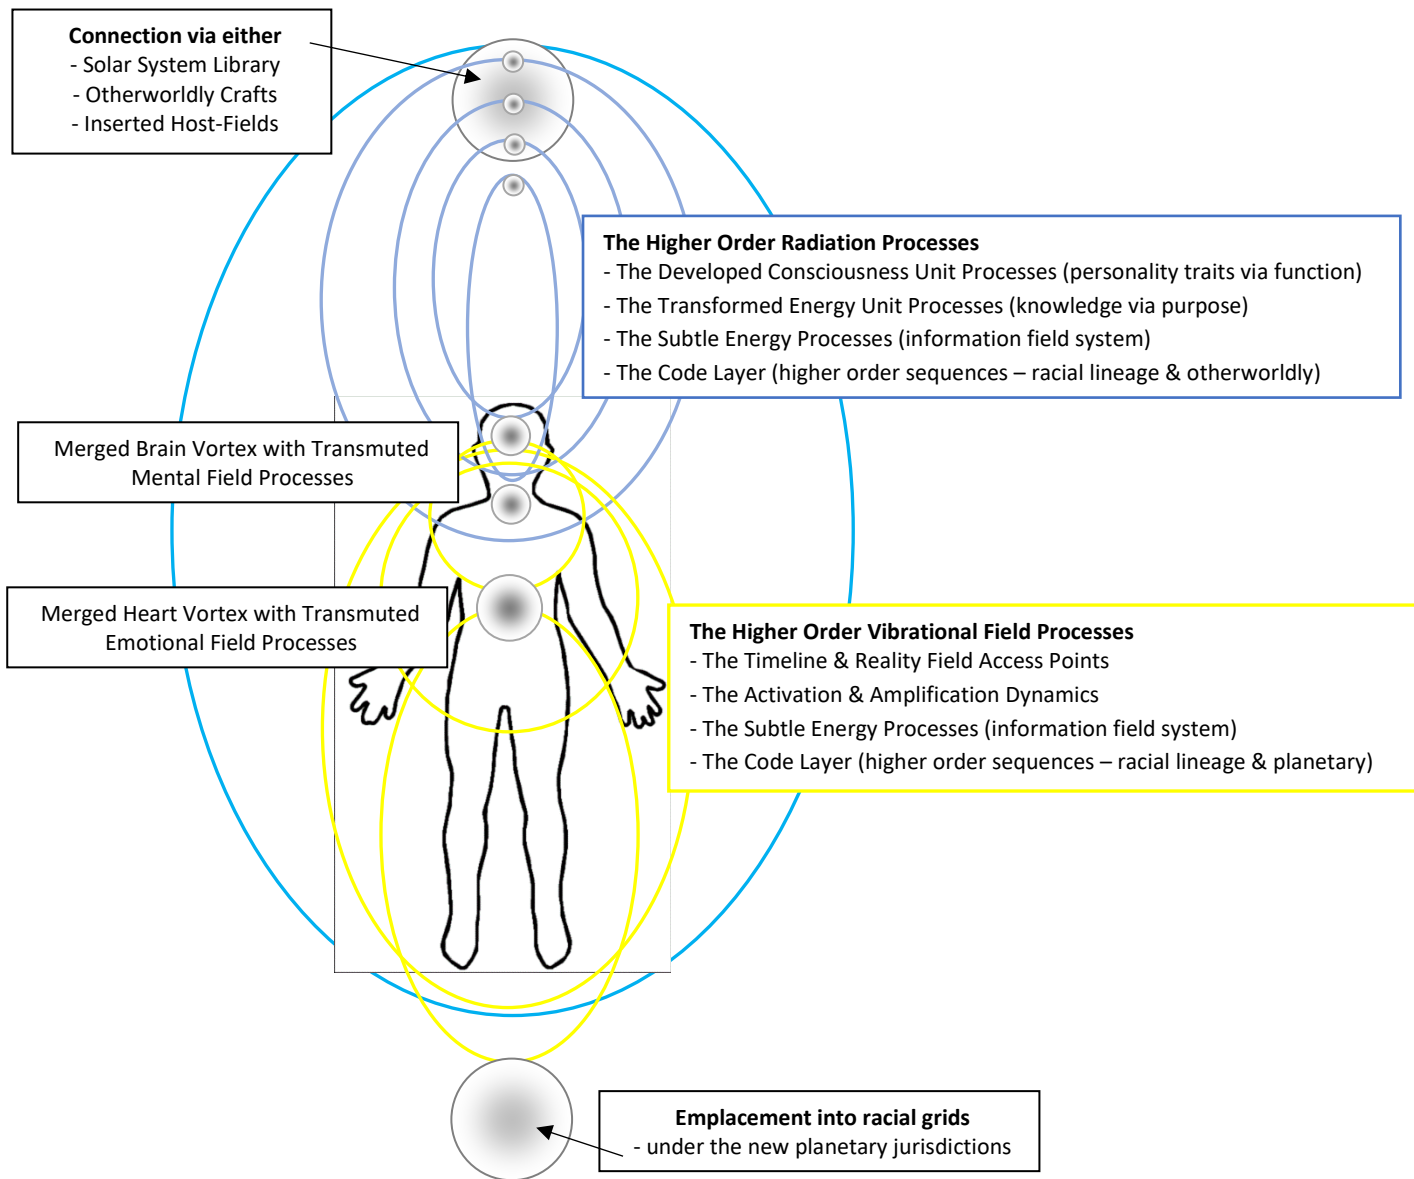 Connection via either
- Solar System Library
- Otherworldly Crafts
- Inserted Host-Fields
The Higher Order Radiation Processes
- The Developed Consciousness Unit Processes (personality traits via function)
- The Transformed Energy Unit Processes (knowledge via purpose)
- The Subtle Energy Processes (information field system)
- The Code Layer (higher order sequences – racial lineage & otherworldly)
Merged Brain Vortex with Transmuted
Mental Field Processes
Merged Heart Vortex with Transmuted
Emotional Field Processes
The Higher Order Vibrational Field Processes
- The Timeline & Reality Field Access Points
- The Activation & Amplification Dynamics
- The Subtle Energy Processes (information field system)
- The Code Layer (higher order sequences – racial lineage & planetary)
Emplacement into racial grids
- under the new planetary jurisdictions